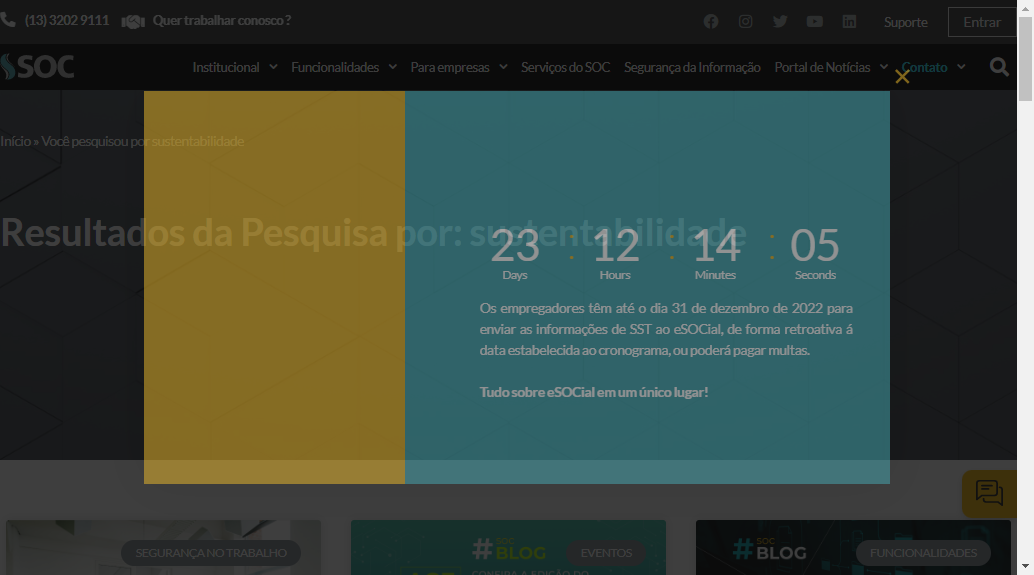 (13) 3202 9111 Quer trabalhar conosco ? Suporte Entrar
SOC Institucional Funcionalidades Para empresas Serviços do SOC Segurança da Informação Portal de Notícias Contato
Início » Você pesquisou por sustentabilidade
Resultados da Pesquisa por: sustentabilidade
23 : 12 : 14 : 05
Days Hours Minutes Seconds
Os empregadores têm até o dia 31 de dezembro de 2022 para
enviar as informações de SST ao eSOCial, de forma retroativa á
data estabelecida ao cronograma, ou poderá pagar multas.
Tudo sobre eSOCial em um único lugar!
SEGURANÇA NO TRABALHO
#SOC BLOG
EVENTOS
CONFIRA A EDIÇÃO DO
#SOC BLOG
FUNCIONALIDADES